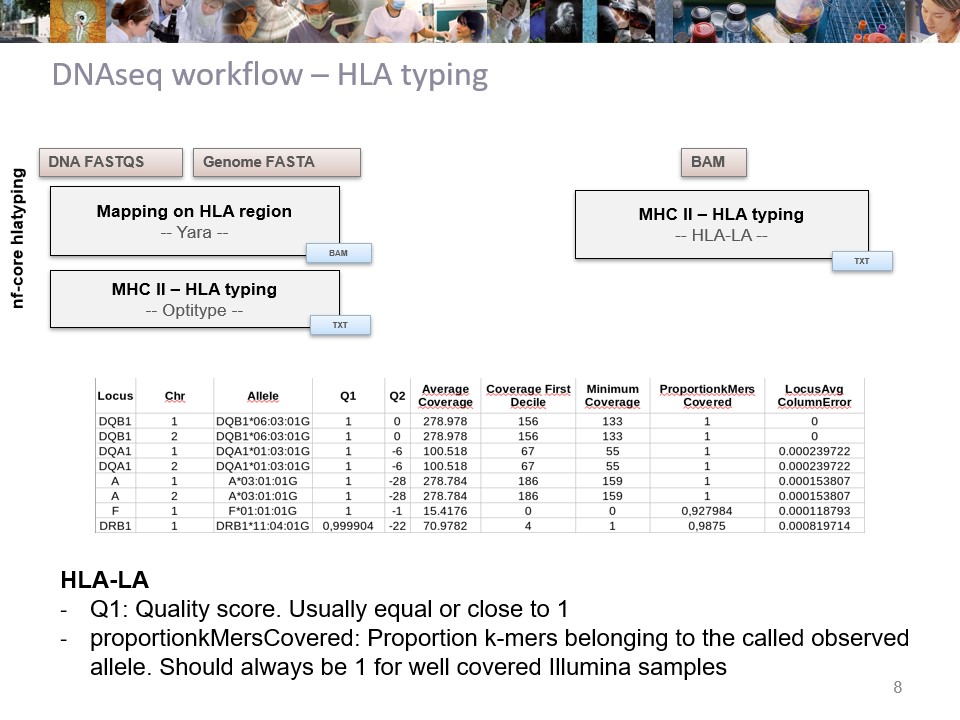 DNAseq workflow – HLA typing
nf-core hlatyping
DNA FASTQS
Genome FASTA
Mapping on HLA region
-- Yara --
BAM
MHC II – HLA typing
-- Optitype --
TXT
BAM
MHC II – HLA typing
-- HLA-LA --
TXT
Locus Chr Allele Q1 Q2 Average Coverage Coverage First Decile Minimum Coverage ProportionkMers Covered LocusAvg ColumnError
DQB1 1 DQB1*06:03:01G 1 0 278.978 156 133 1 0
DQB1 2 DQB1*06:03:01G 1 0 278.978 156 133 1 0
DQA1 1 DQA1*01:03:01G 1 -6 100.518 67 55 1 0.000239722
DQA1 2 DQA1*01:03:01G 1 -6 100.518 67 55 1 0.000239722
A 1 A*03:01:01G 1 -28 278.784 186 159 1 0.000153807
A 2 A*03:01:01G 1 -28 278.784 186 159 1 0.000153807
F 1 F*01:01:01G 1 -1 15.4176 0 0 0,927984 0.000118793
DRB1 1 DRB1*11:04:01G 0,999904 -22 70.9782 4 1 0,9875 0.000819714
HLA-LA
- Q1: Quality score. Usually equal or close to 1
- proportionkMersCovered: Proportion k-mers belonging to the called observed
allele. Should always be 1 for well covered Illumina samples
8